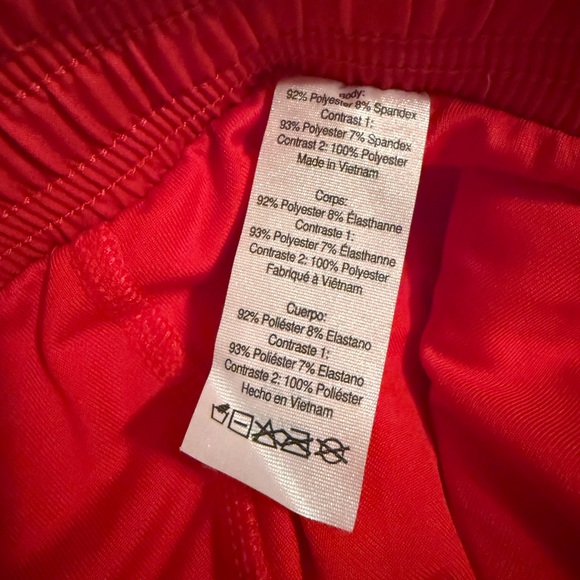 Body:
92% Polyester 8% Spandex
Contrast 1:
93% Polyester 7% Spandex
Contrast 2: 100% Polyester
Made in Vietnam
Corps:
92% Polyester 8% Élasthanne
Contraste 1:
93% Polyester 7% Élasthanne
Contraste 2: 100% Polyester
Fabriqué à Viêtnam
Cuerpo:
92% Poliéster 8% Elastano
Contraste 1:
93% Poliéster 7% Elastano
Contraste 2: 100% Poliéster
Hecho en Vietnam